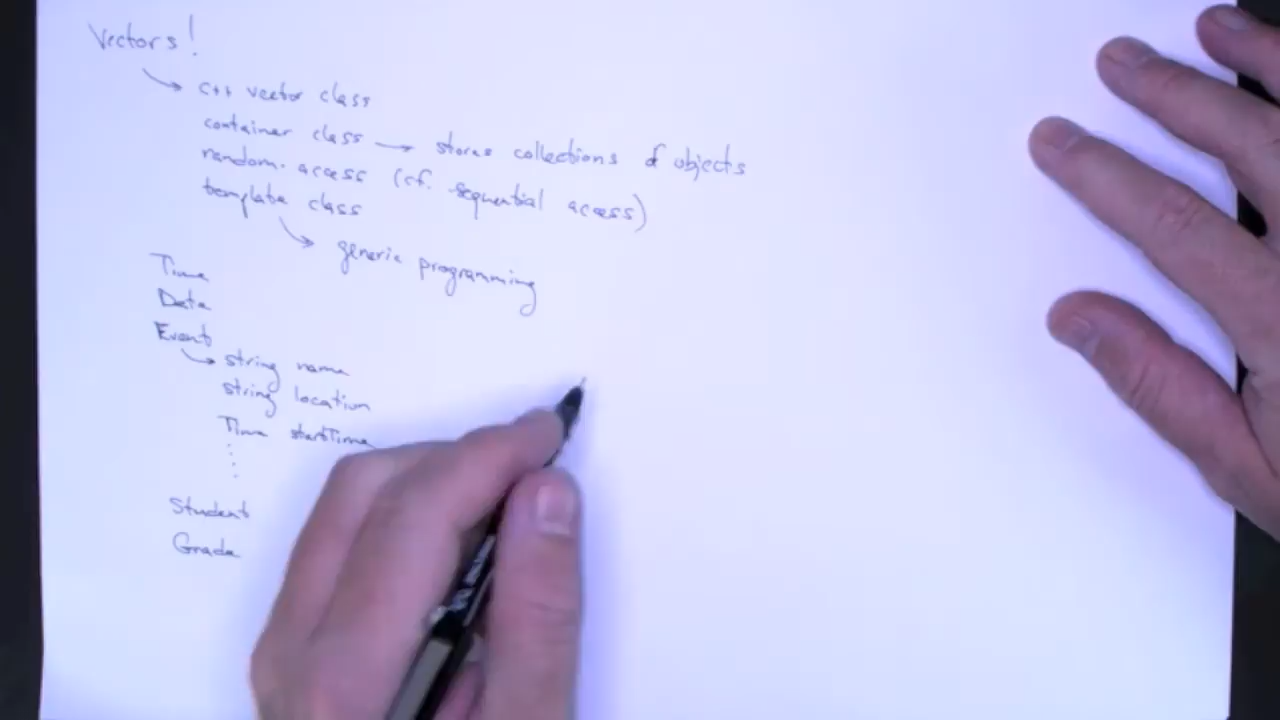 Vectors!
c++ vector class
container class → stores collections of objects
random-access (cf. sequential access)
template class
generic programming
Time
Date
Event
string name
string location
Time startTime
Student
Grade